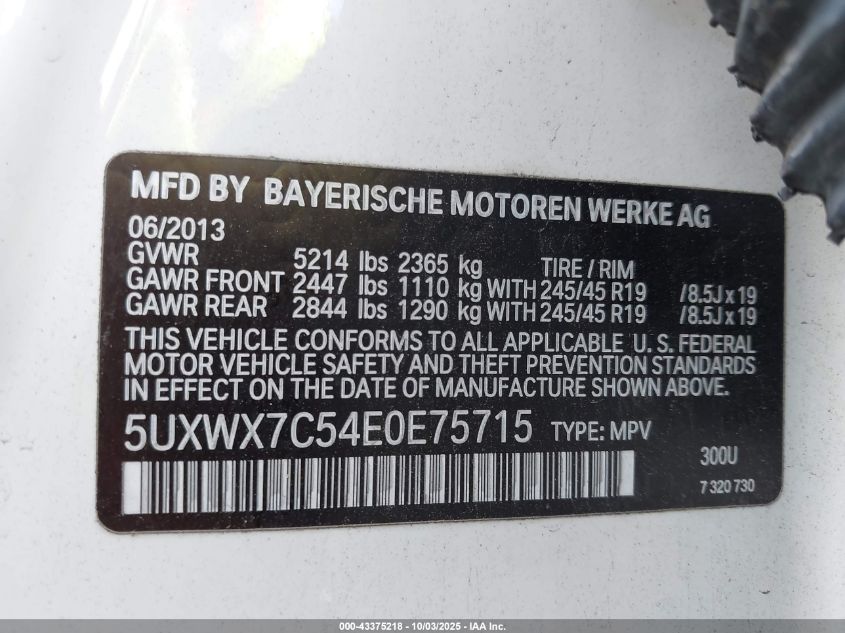 MFD BY BAYERISCHE MOTOREN WERKE AG
06/2013
GVWR 5214 lbs 2365 kg TIRE / RIM
GAWR FRONT 2447 lbs 1110 kg WITH 245/45 R19 /8.5J x 19
GAWR REAR 2844 lbs 1290 kg WITH 245/45 R19 /8.5J x 19
THIS VEHICLE CONFORMS TO ALL APPLICABLE U. S. FEDERAL
MOTOR VEHICLE SAFETY AND THEFT PREVENTION STANDARDS
IN EFFECT ON THE DATE OF MANUFACTURE SHOWN ABOVE.
5UXWX7C54E0E75715 TYPE: MPV
300U
7 320 730
000-43375218 - 10/03/2025 - IAA Inc.